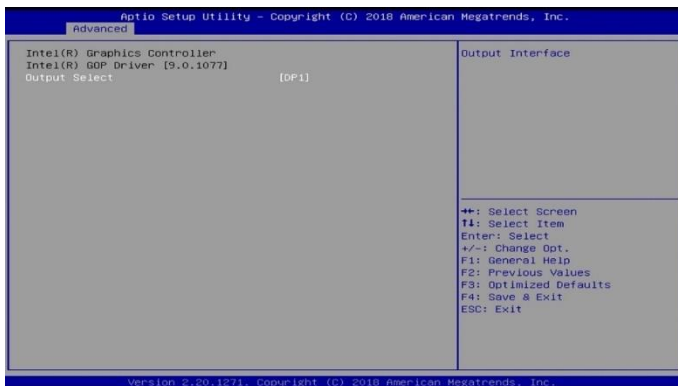 Aptio Setup Utility – Copyright (C) 2018 American Megatrends, Inc.
Advanced
Intel(R) Graphics Controller
Intel(R) GOP Driver [9.0.1077]
Output Select [DP1]
Output Interface
→←: Select Screen
↑↓: Select Item
Enter: Select
+/-: Change Opt.
F1: General Help
F2: Previous Values
F3: Optimized Defaults
F4: Save & Exit
ESC: Exit
Version 2.20.1271. Copyright (C) 2018 American Megatrends, Inc.